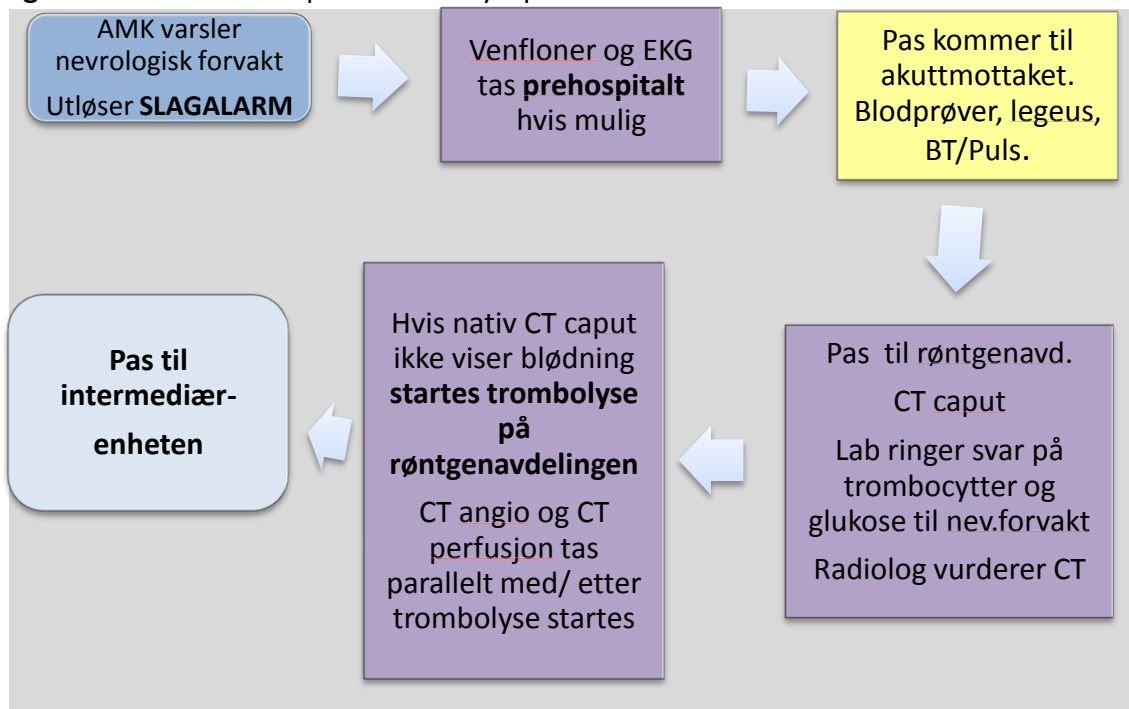 AMK varsler
nevrologisk forvakt
Utløser SLAGALARM
Venfloner og EKG
tas prehospitalt
hvis mulig
Pas kommer til
akuttmottaket.
Blodprøver, legeus,
BT/Puls.
Pas  til røntgenavd.
CT caput
Lab ringer svar på
trombocytter og
glukose til nev.forvakt
Radiolog vurderer CT
Hvis nativ CT caput
ikke viser blødning
startes trombolyse
på
røntgenavdelingen
CT angio og CT
perfusjon tas
parallelt med/ etter
trombolyse startes
Pas til
intermediær-
enheten